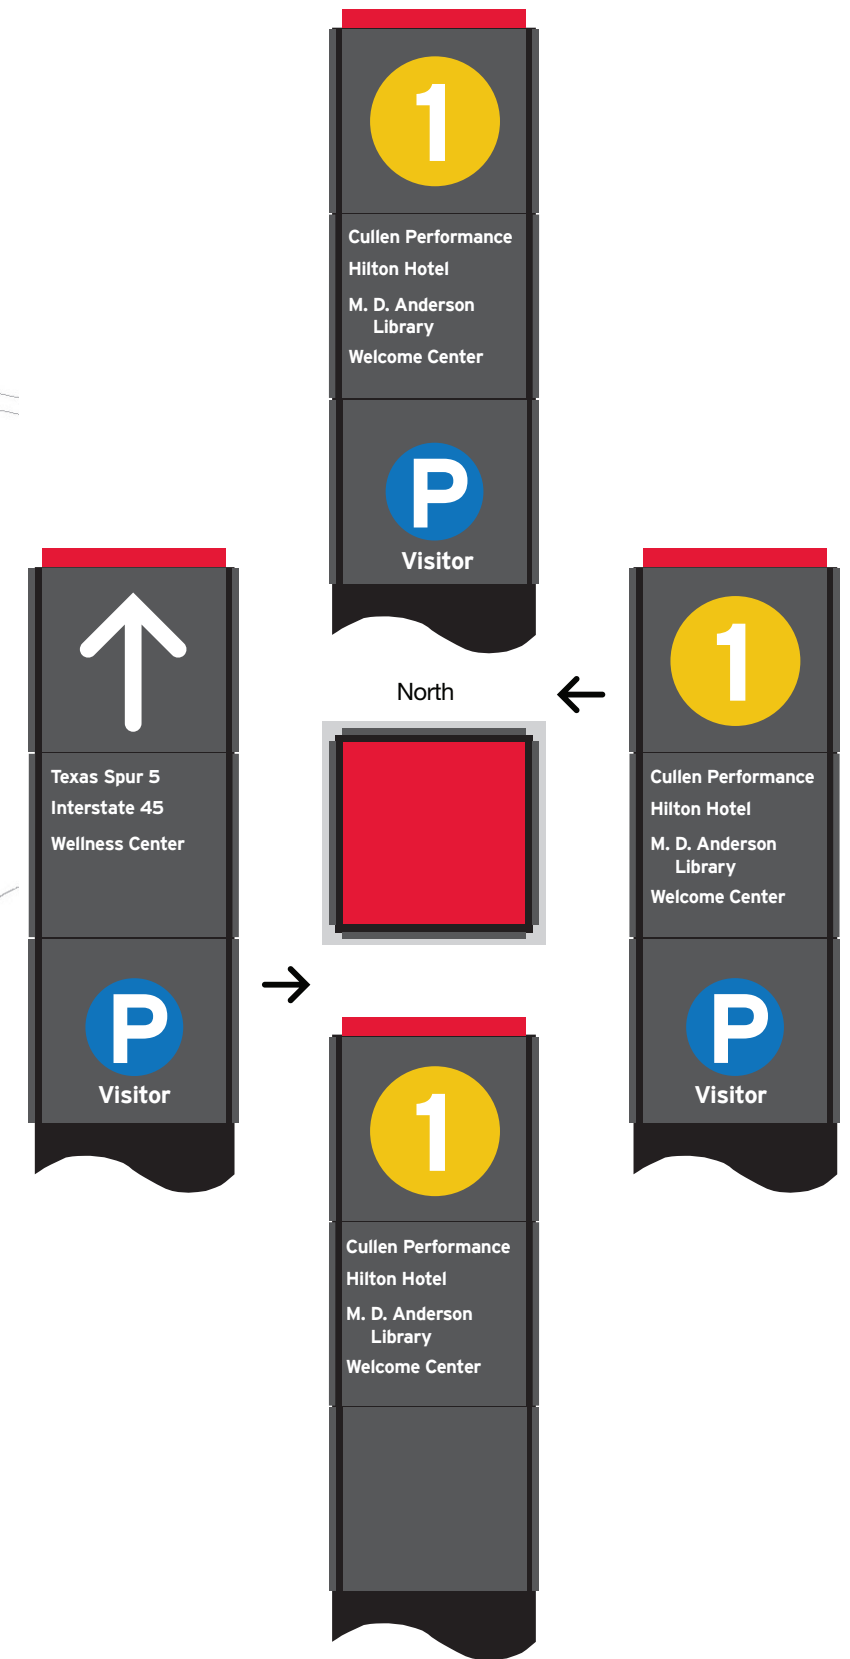 1
Cullen Performance
Hilton Hotel
M. D. Anderson
Library
Welcome Center
P
Visitor
North
Texas Spur 5
Interstate 45
Wellness Center
P
Visitor
1
Cullen Performance
Hilton Hotel
M. D. Anderson
Library
Welcome Center
P
Visitor
1
Cullen Performance
Hilton Hotel
M. D. Anderson
Library
Welcome Center